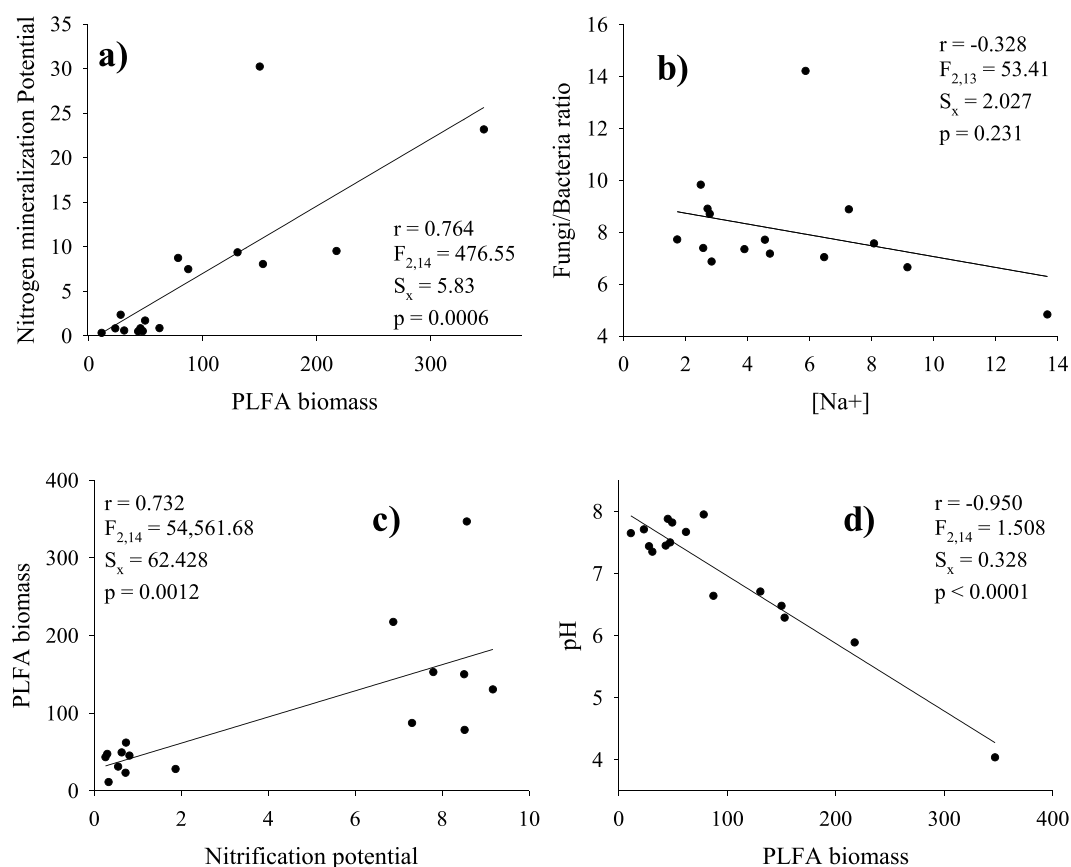 a)
Nitrogen mineralization Potential
35
30
25
20
15
10
5
0
r = 0.764
F2,14 = 476.55
Sx = 5.83
p = 0.0006
0 100 200 300
PLFA biomass
b)
Fungi/Bacteria ratio
16
14
12
10
8
6
4
r = -0.328
F2,13 = 53.41
Sx = 2.027
p = 0.231
0 2 4 6 8 10 12 14
[Na+]
c)
PLFA biomass
400
300
200
100
0
r = 0.732
F2,14 = 54,561.68
Sx = 62.428
p = 0.0012
0 2 4 6 8 10
Nitrification potential
d)
pH
8
7
6
5
4
r = -0.950
F2,14 = 1.508
Sx = 0.328
p < 0.0001
0 100 200 300 400
PLFA biomass